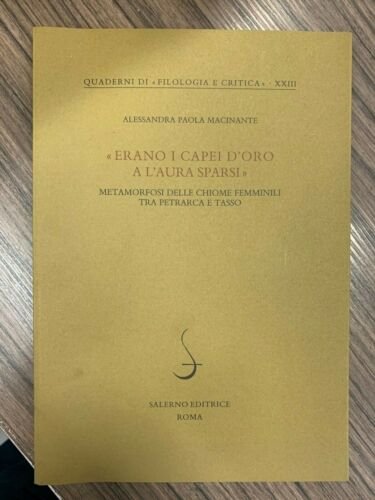 QUADERNI DI «FILOLOGIA E CRITICA» · XXIII
ALESSANDRA PAOLA MACINANTE
«ERANO I CAPEI D'ORO
A L'AURA SPARSI»
METAMORFOSI DELLE CHIOME FEMMINILI
TRA PETRARCA E TASSO
SALERNO EDITRICE
ROMA